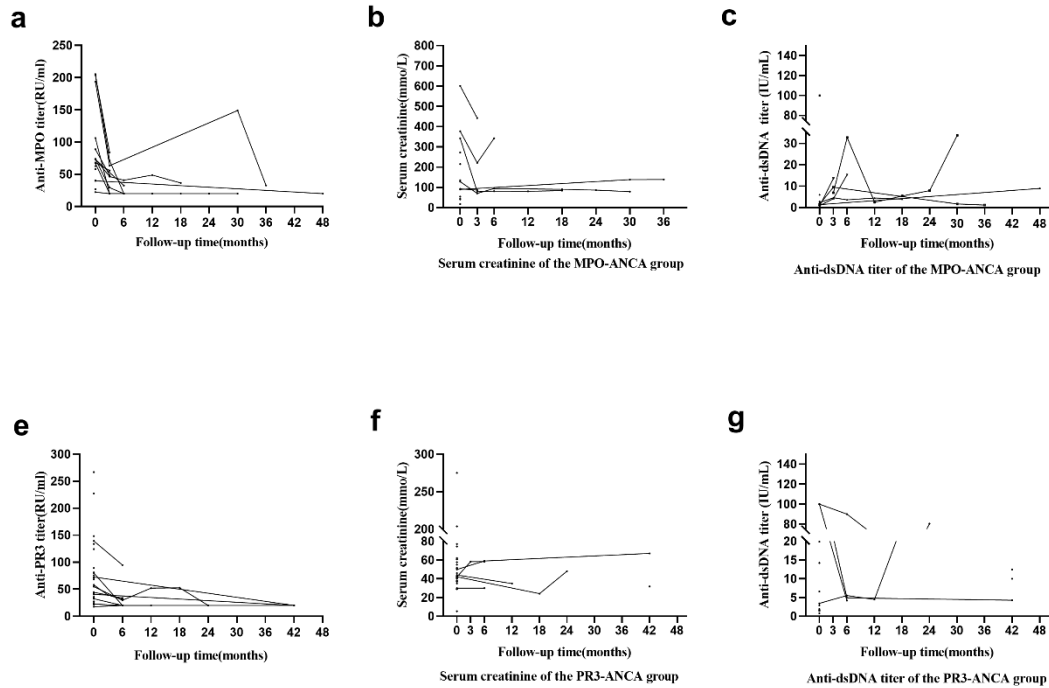 a
Anti-MPO titer(RU/ml)
250
200
150
100
50
0
0 6 12 18 24 30 36 42 48
Follow-up time(months)
b
Serum creatinine(mmo/L)
800
700
600
500
400
300
200
100
0
0 3 6 12 18 24 30 36
Follow-up time(months)
Serum creatinine of the MPO-ANCA group
c
Anti-dsDNA titer (IU/mL)
140
120
100
80
60
40
30
20
10
0
0 3 6 12 18 24 30 36 42 48
Follow-up time(months)
Anti-dsDNA titer of the MPO-ANCA group
e
Anti-PR3 titer(RU/ml)
300
250
200
150
100
50
0
0 6 12 18 24 30 36 42 48
Follow-up time(months)
f
Serum creatinine(mmo/L)
300
250
200
80
60
40
20
0
0 3 6 12 18 24 30 36 42 48
Follow-up time(months)
Serum creatinine of the PR3-ANCA group
g
Anti-dsDNA titer (IU/mL)
140
120
100
80
60
25
20
15
10
5
0
0 3 6 12 18 24 30 36 42 48
Follow-up time(months)
Anti-dsDNA titer of the PR3-ANCA group